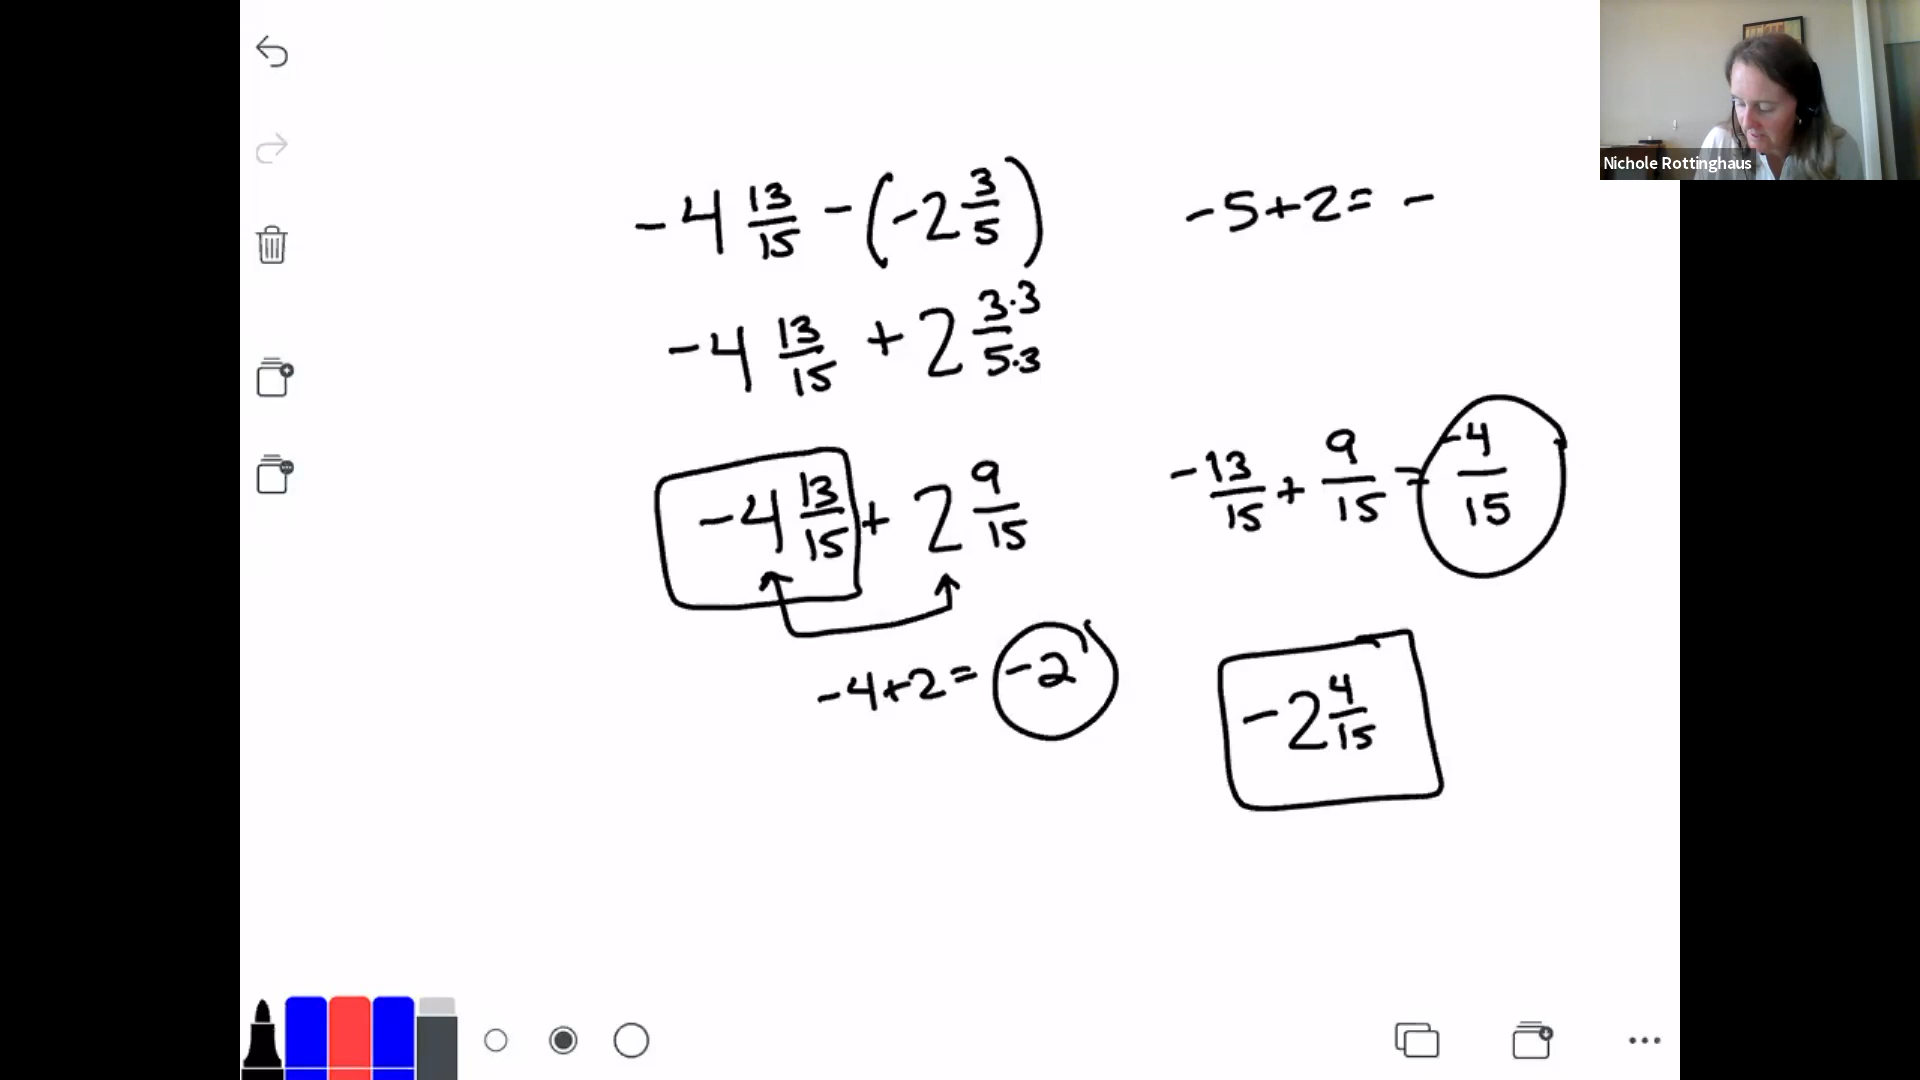 -4 13/15 - (-2 3/5)
-5+2= -
-4 13/15 + 2 3·3/5·3
-4 13/15 + 2 9/15
-13/15 + 9/15 = -4/15
-4+2= -2
-2 4/15
Nichole Rottinghaus